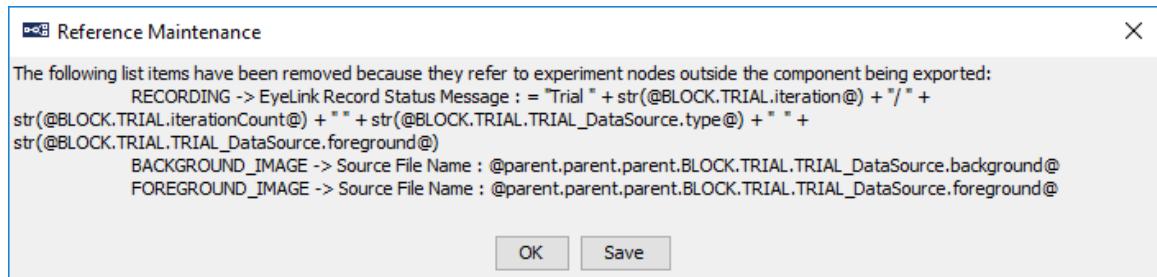 Reference Maintenance
The following list items have been removed because they refer to experiment nodes outside the component being exported:
RECORDING -> EyeLink Record Status Message : = "Trial " + str(@BLOCK.TRIAL.iteration@) + "/ " +
str(@BLOCK.TRIAL.iterationCount@) + " " + str(@BLOCK.TRIAL.TRIAL_DataSource.type@) + "  " +
str(@BLOCK.TRIAL.TRIAL_DataSource.foreground@)
BACKGROUND_IMAGE -> Source File Name : @parent.parent.parent.BLOCK.TRIAL.TRIAL_DataSource.background@
FOREGROUND_IMAGE -> Source File Name : @parent.parent.parent.BLOCK.TRIAL.TRIAL_DataSource.foreground@
OK Save